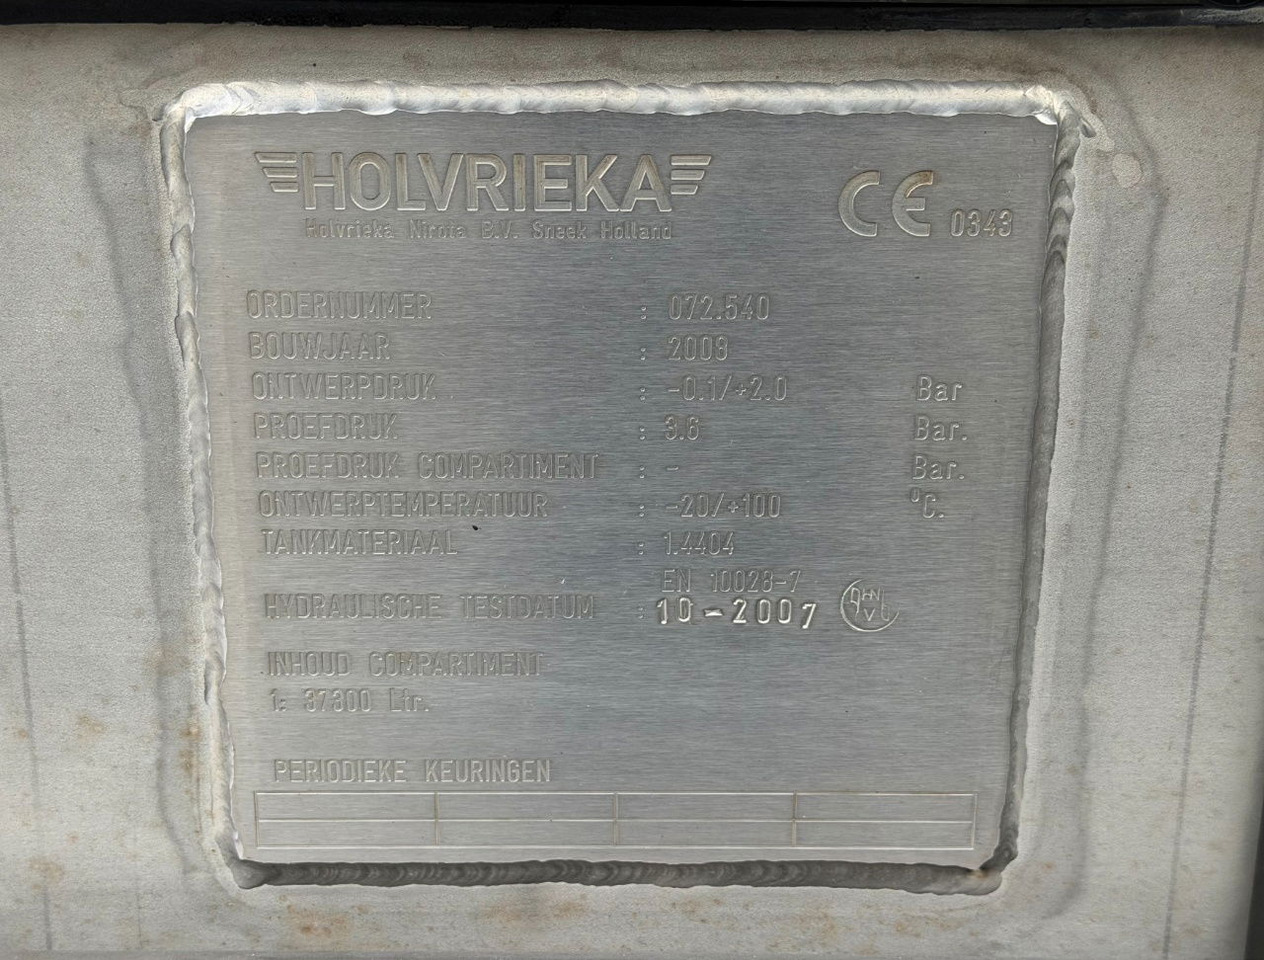 HOLVRIEKA
Holvrieka Nirota B.V. Sneek Holland
CE 0343
ORDERNUMMER : 072.540
BOUWJAAR : 2008
ONTWERPDRUK : -0.1/+2.0 Bar
PROEFDRUK : 3.6 Bar.
PROEFDRUK COMPARTIMENT : - Bar.
ONTWERPTEMPERATUUR : -20/+100 °C.
TANKMATERIAAL : 1.4404
EN 10028-7
HYDRAULISCHE TESTDATUM : 10-2007
INHOUD COMPARTIMENT
1: 37300 Ltr.
PERIODIEKE KEURINGEN